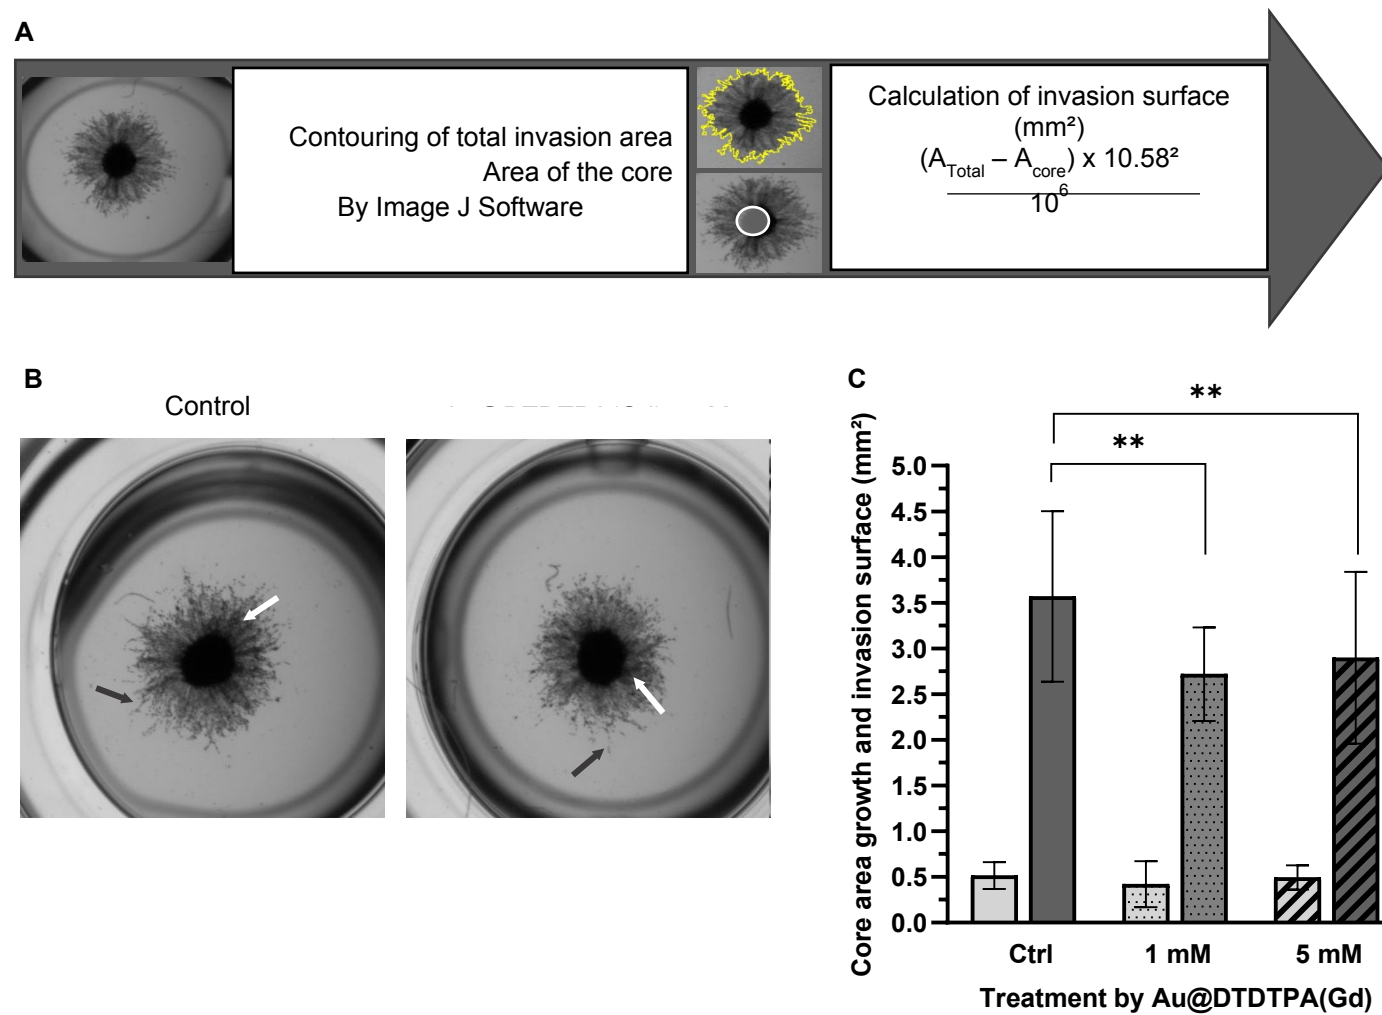 A
Contouring of total invasion area
Area of the core
By Image J Software
Calculation of invasion surface
(mm²)
(A_Total – A_core) x 10.58²
10^6
B
Control
C
**
**
Core area growth and invasion surface (mm²)
5.0
4.5
4.0
3.5
3.0
2.5
2.0
1.5
1.0
0.5
0.0
Ctrl
1 mM
5 mM
Treatment by Au@DTDTPA(Gd)